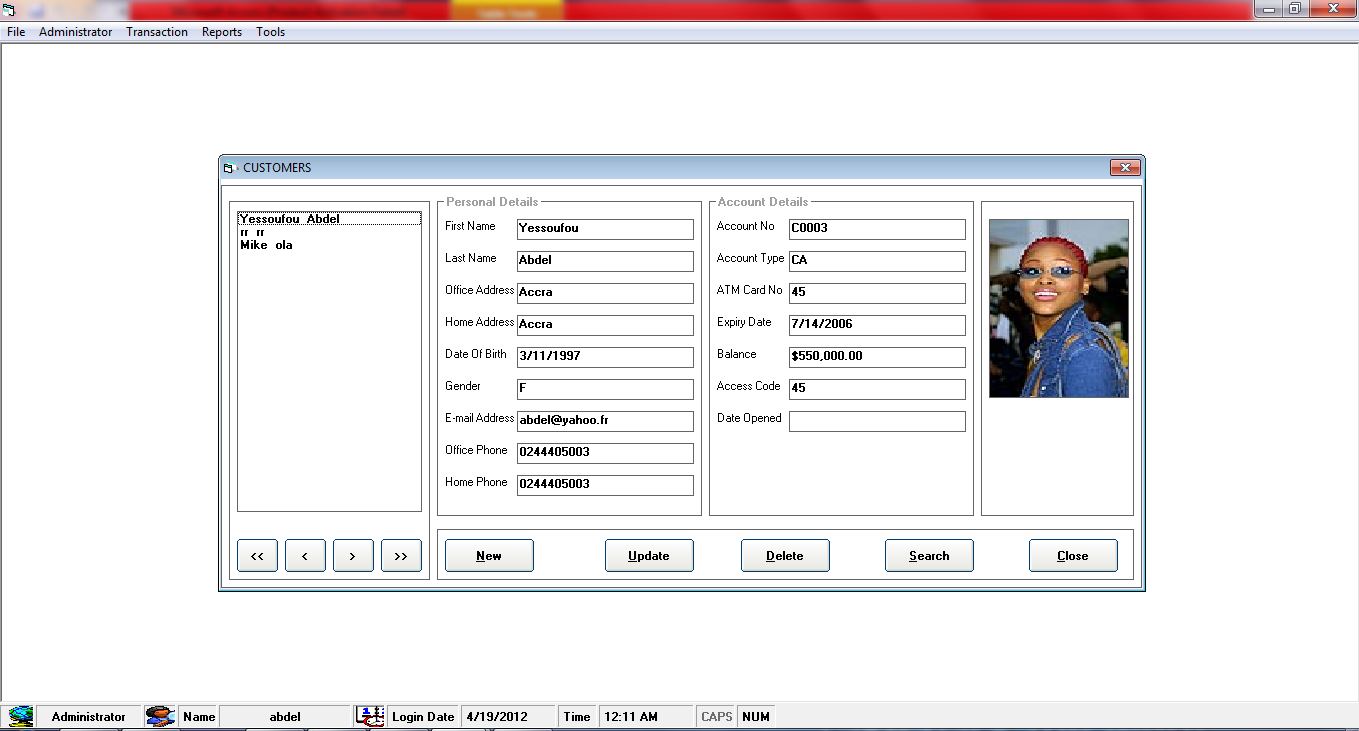 File Administrator Transaction Reports Tools
CUSTOMERS
Yessoufou Abdel
rr rr
Mike ola
<< < > >>
Personal Details
First Name Yessoufou
Last Name Abdel
Office Address Accra
Home Address Accra
Date Of Birth 3/11/1997
Gender F
E-mail Address abdel@yahoo.fr
Office Phone 0244405003
Home Phone 0244405003
Account Details
Account No C0003
Account Type CA
ATM Card No 45
Expiry Date 7/14/2006
Balance $550,000.00
Access Code 45
Date Opened
New Update Delete Search Close
Administrator Name abdel Login Date 4/19/2012 Time 12:11 AM CAPS NUM